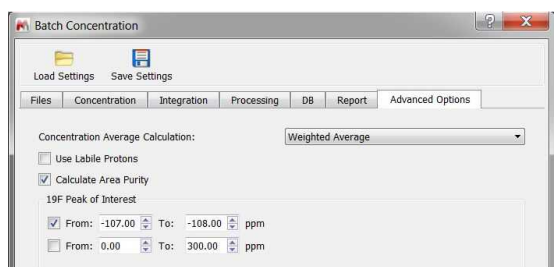 Batch Concentration
Load Settings Save Settings
Files Concentration Integration Processing DB Report Advanced Options
Concentration Average Calculation: Weighted Average
Use Labile Protons
Calculate Area Purity
19F Peak of Interest
From: -107.00 To: -108.00 ppm
From: 0.00 To: 300.00 ppm